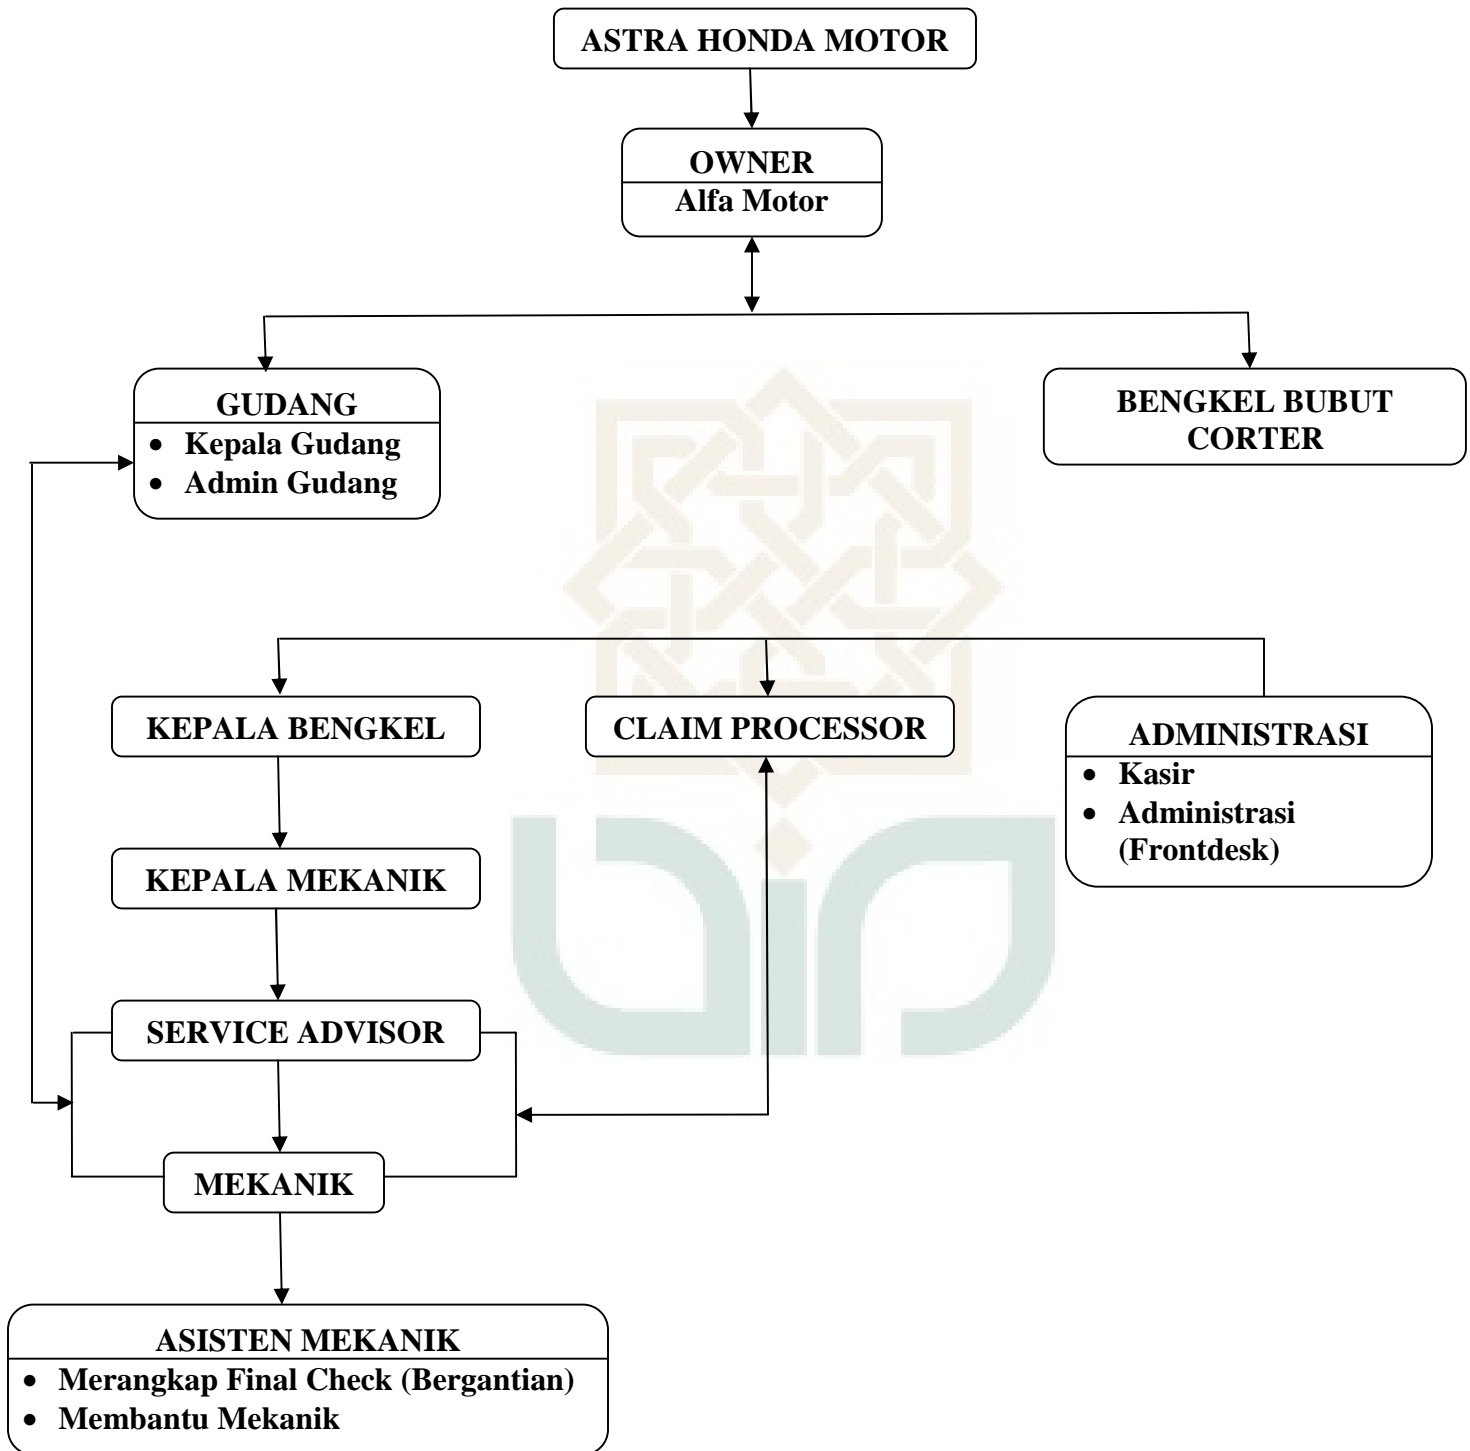 ASTRA HONDA MOTOR
OWNER
Alfa Motor
GUDANG
• Kepala Gudang
• Admin Gudang
BENGKEL BUBUT
CORTER
KEPALA BENGKEL
CLAIM PROCESSOR
ADMINISTRASI
• Kasir
• Administrasi
(Frontdesk)
KEPALA MEKANIK
SERVICE ADVISOR
MEKANIK
ASISTEN MEKANIK
• Merangkap Final Check (Bergantian)
• Membantu Mekanik